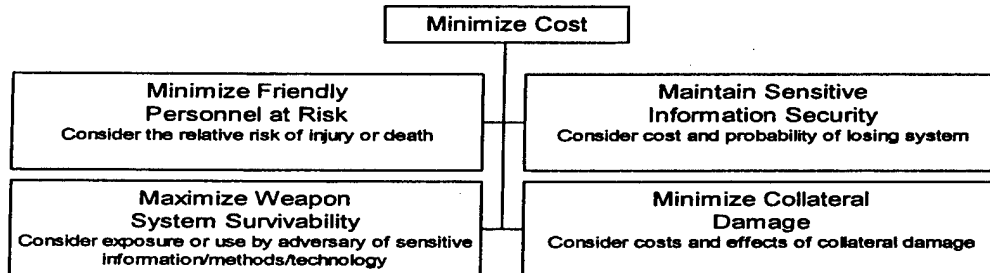 Minimize Cost
Minimize Friendly
Personnel at Risk
Consider the relative risk of injury or death
Maintain Sensitive
Information Security
Consider cost and probability of losing system
Maximize Weapon
System Survivability
Consider exposure or use by adversary of sensitive
information/methods/technology
Minimize Collateral
Damage
Consider costs and effects of collateral damage